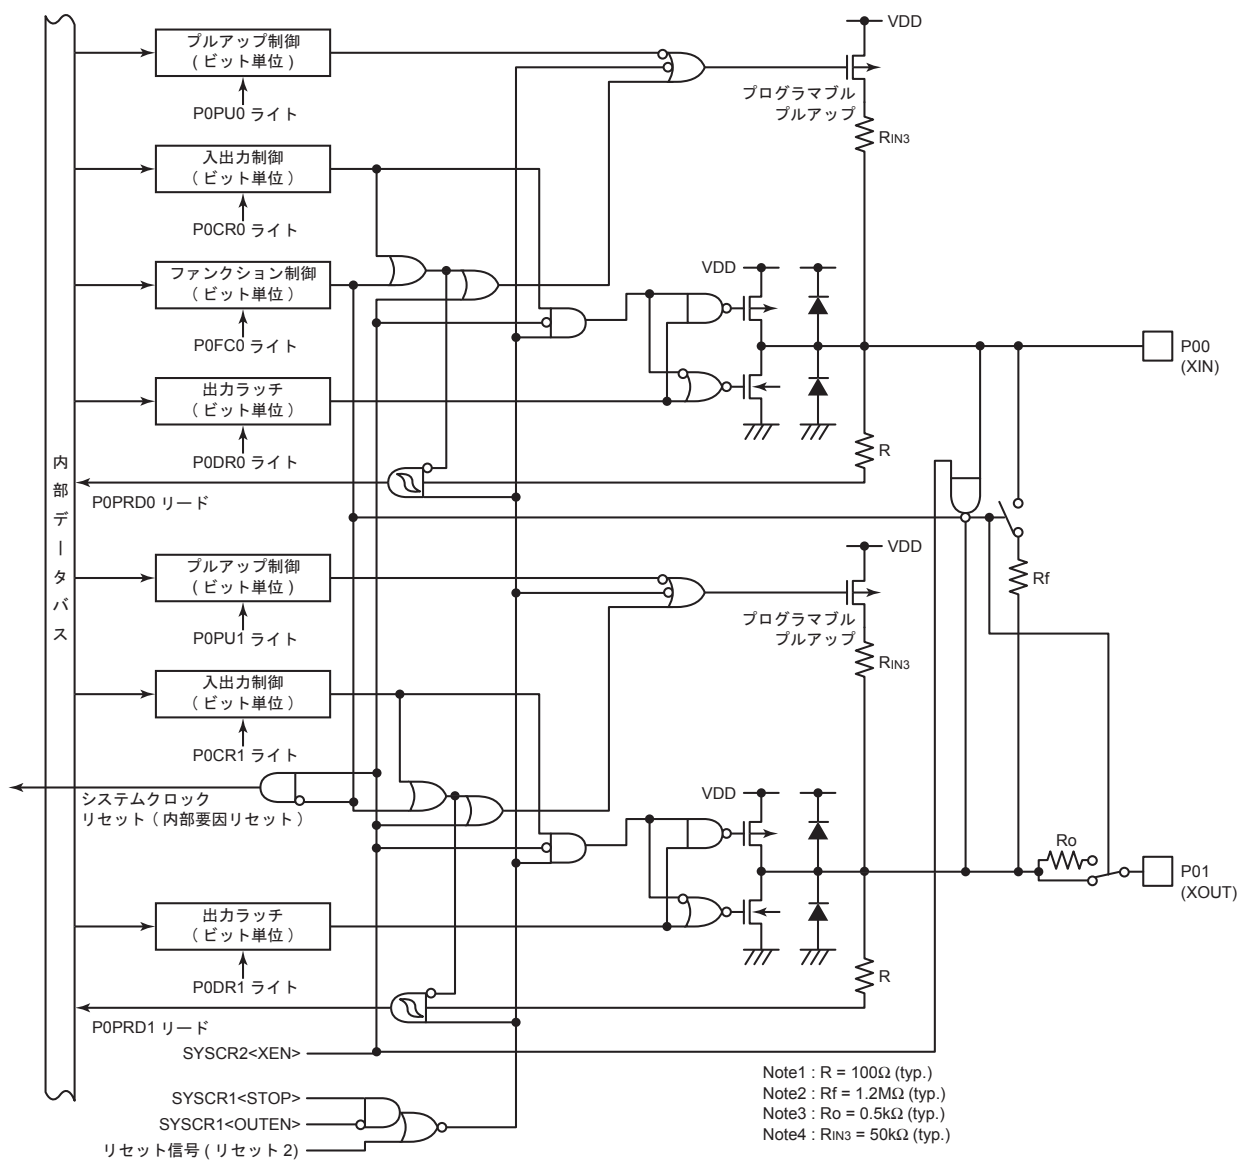 VDD
プルアップ制御
( ビット単位 )
P0PU0 ライト
プログラマブル
プルアップ
RIN3
入出力制御
( ビット単位 )
P0CR0 ライト
ファンクション制御
( ビット単位 )
P0FC0 ライト
VDD
P00
(XIN)
出力ラッチ
( ビット単位 )
P0DR0 ライト
R
内部データバス
P0PRD0 リード
VDD
プルアップ制御
( ビット単位 )
P0PU1 ライト
プログラマブル
プルアップ
Rf
RIN3
入出力制御
( ビット単位 )
P0CR1 ライト
システムクロック
リセット ( 内部要因リセット )
VDD
Ro
P01
(XOUT)
出力ラッチ
( ビット単位 )
P0DR1 ライト
R
P0PRD1 リード
SYSCR2<XEN>
SYSCR1<STOP>
SYSCR1<OUTEN>
リセット信号 ( リセット 2)
Note1 : R = 100Ω (typ.)
Note2 : Rf = 1.2MΩ (typ.)
Note3 : Ro = 0.5kΩ (typ.)
Note4 : RIN3 = 50kΩ (typ.)